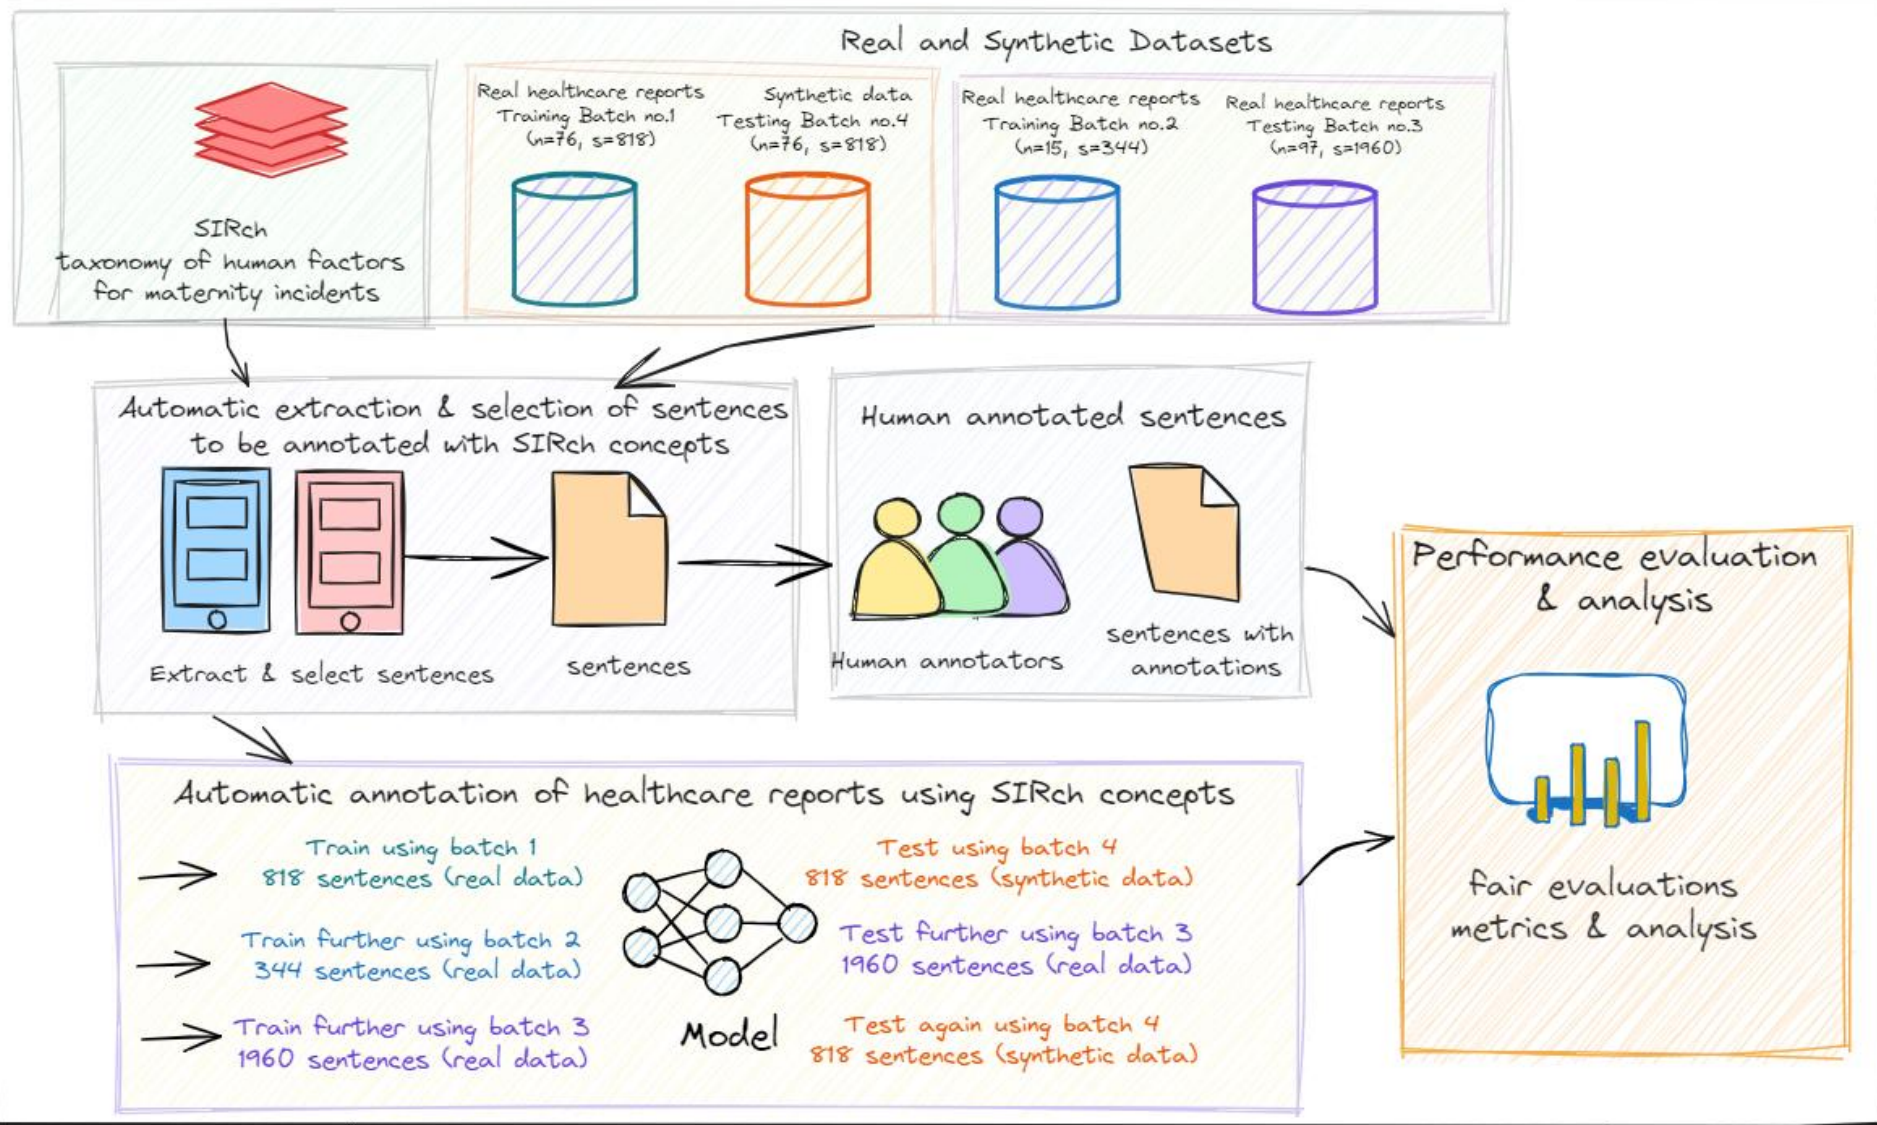 Real and Synthetic Datasets
SIRch
taxonomy of human factors
for maternity incidents
Real healthcare reports
Training Batch no.1
(n=76, s=818)
Synthetic data
Testing Batch no.4
(n=76, s=818)
Real healthcare reports
Training Batch no.2
(n=15, s=344)
Real healthcare reports
Testing Batch no.3
(n=97, s=1960)
Automatic extraction & selection of sentences
to be annotated with SIRch concepts
Extract & select sentences
sentences
Human annotated sentences
Human annotators
sentences with
annotations
Performance evaluation
& analysis
fair evaluations
metrics & analysis
Automatic annotation of healthcare reports using SIRch concepts
Train using batch 1
818 sentences (real data)
Train further using batch 2
344 sentences (real data)
Train further using batch 3
1960 sentences (real data)
Model
Test using batch 4
818 sentences (synthetic data)
Test further using batch 3
1960 sentences (real data)
Test again using batch 4
818 sentences (synthetic data)